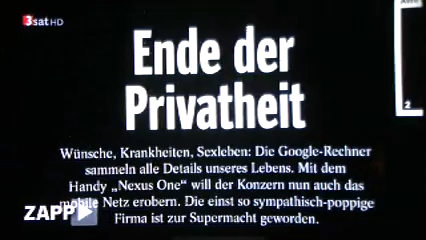 3sat HD
Ende der
Privatheit
Wünsche, Krankheiten, Sexleben: Die Google-Rechner
sammeln alle Details unseres Lebens. Mit dem
Handy „Nexus One“ will der Konzern nun auch das
mobile Netz erobern. Die einst so sympathisch-poppige
Firma ist zur Supermacht geworden.
ZAPP
2